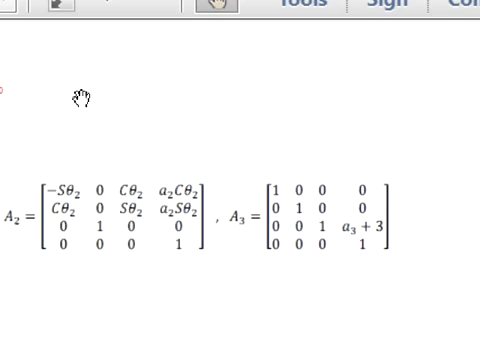 Tools Sign
A₂ = [−Sθ₂ 0 Cθ₂ a₂Cθ₂
Cθ₂ 0 Sθ₂ a₂Sθ₂
0 1 0 0
0 0 0 1] , A₃ = [1 0 0 0
0 1 0 0
0 0 1 a₃ + 3
0 0 0 1]